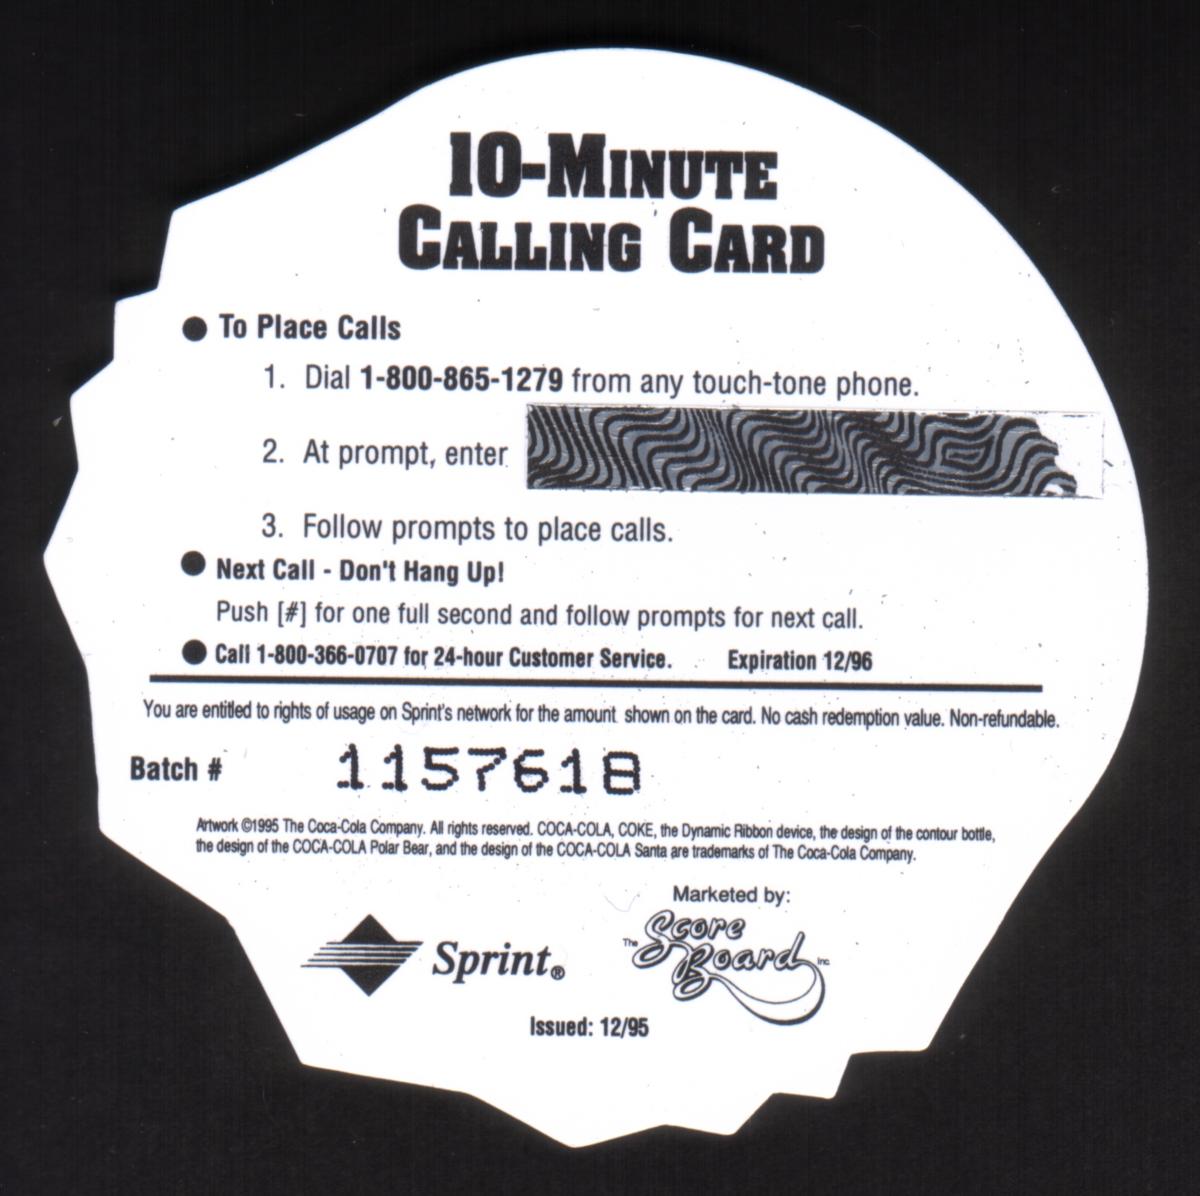 10-MINUTE
CALLING CARD
● To Place Calls
1. Dial 1-800-865-1279 from any touch-tone phone.
2. At prompt, enter
3. Follow prompts to place calls.
● Next Call - Don't Hang Up!
Push [#] for one full second and follow prompts for next call.
● Call 1-800-366-0707 for 24-hour Customer Service. Expiration 12/96
You are entitled to rights of usage on Sprint's network for the amount shown on the card. No cash redemption value. Non-refundable.
Batch # 1157618
Artwork ©1995 The Coca-Cola Company. All rights reserved. COCA-COLA, COKE, the Dynamic Ribbon device, the design of the contour bottle,
the design of the COCA-COLA Polar Bear, and the design of the COCA-COLA Santa are trademarks of The Coca-Cola Company.
Marketed by:
Sprint®
The Score Board Inc.
Issued: 12/95